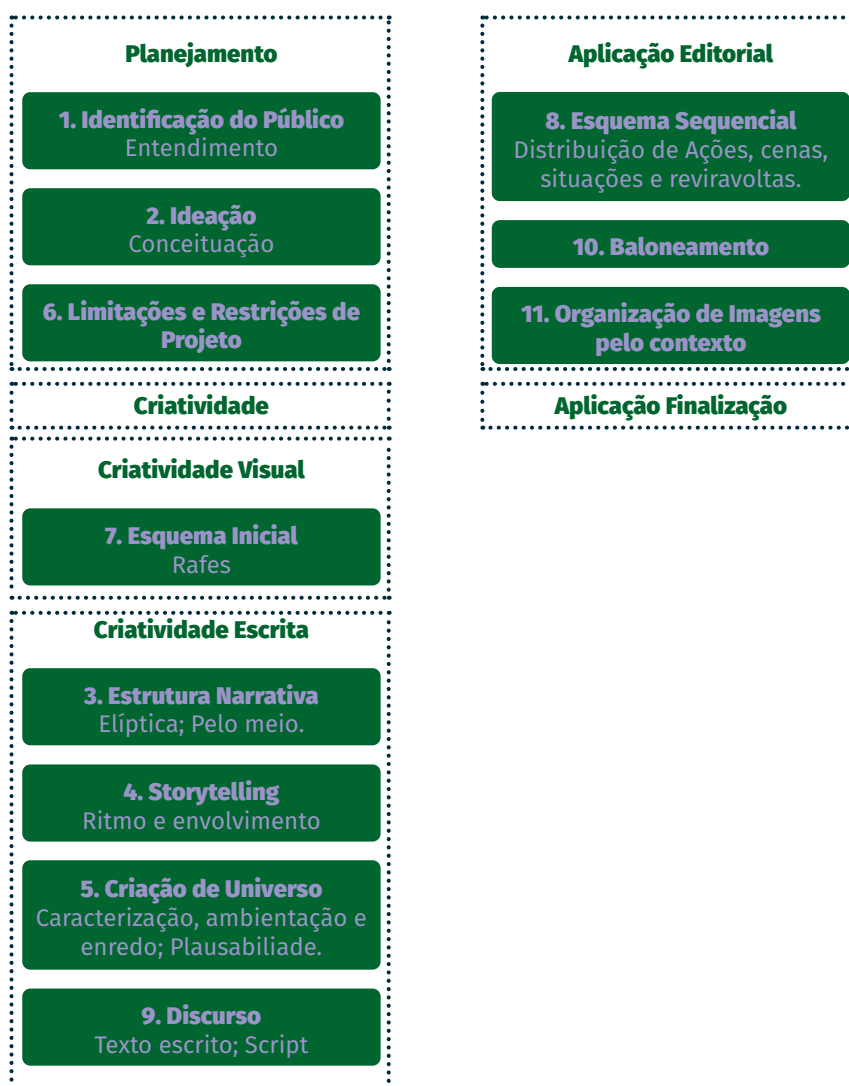 Planejamento
1. Identificação do Público
Entendimento
2. Ideação
Conceituação
6. Limitações e Restrições de
Projeto
Criatividade
Criatividade Visual
7. Esquema Inicial
Rafes
Criatividade Escrita
3. Estrutura Narrativa
Elíptica; Pelo meio.
4. Storytelling
Ritmo e envolvimento
5. Criação de Universo
Caracterização, ambientação e
enredo; Plausabiliade.
9. Discurso
Texto escrito; Script
Aplicação Editorial
8. Esquema Sequencial
Distribuição de Ações, cenas,
situações e reviravoltas.
10. Baloneamento
11. Organização de Imagens
pelo contexto
Aplicação Finalização